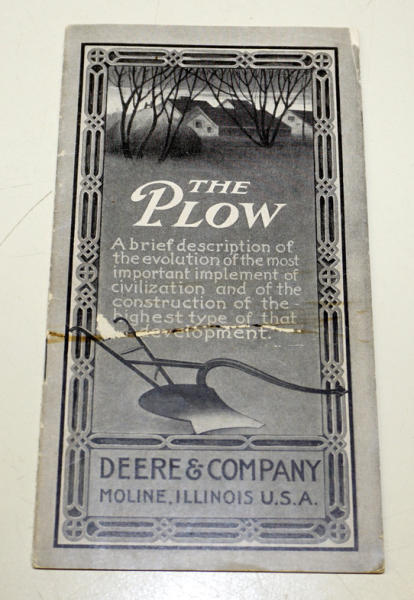 THE
PLOW
A brief description of
the evolution of the most
important implement of
civilization and of the
construction of the
highest type of that
development.
DEERE & COMPANY
MOLINE, ILLINOIS U.S.A.